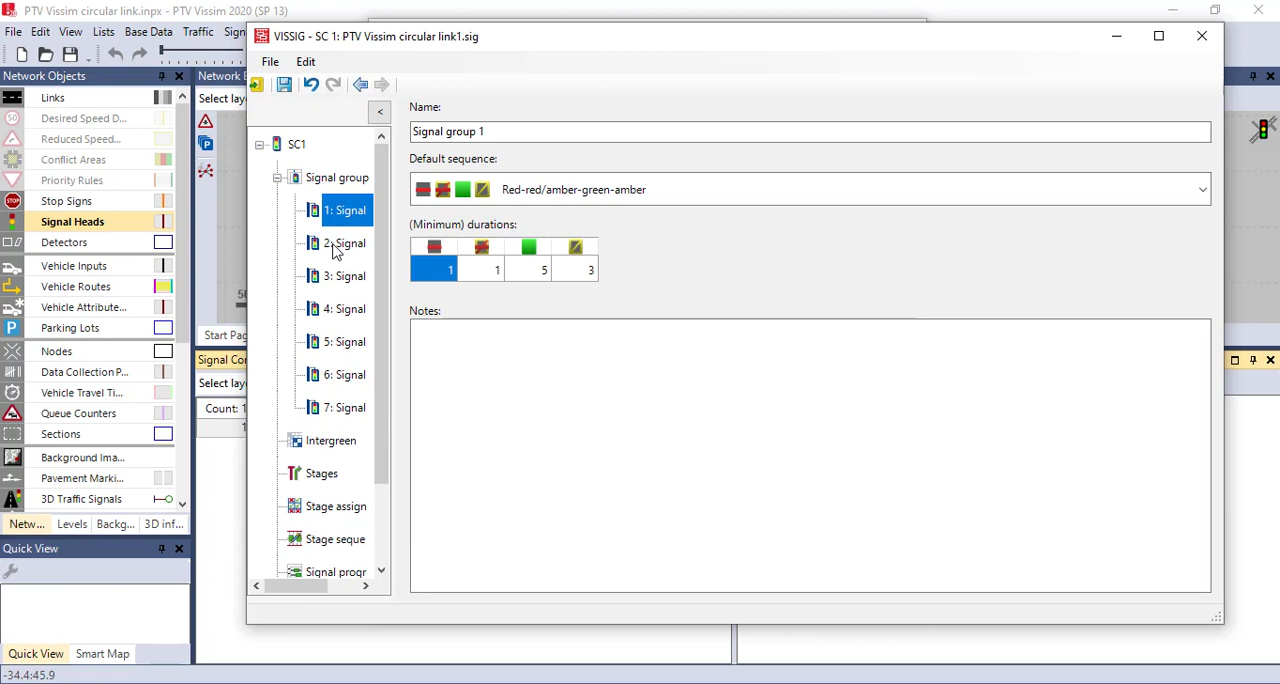 PTV Vissim circular link.inpx - PTV Vissim 2020 (SP 13)
File Edit View Lists Base Data Traffic
Network Objects
Links
Desired Speed D...
Reduced Speed...
Conflict Areas
Priority Rules
Stop Signs
Signal Heads
Detectors
Vehicle Inputs
Vehicle Routes
Vehicle Attribute...
Parking Lots
Nodes
Data Collection P...
Vehicle Travel Ti...
Queue Counters
Sections
Background Ima...
Pavement Marki...
3D Traffic Signals
Netw... Levels Backg... 3D inf...
Quick View
Quick View Smart Map
-34.4:45.9
Select lay
Start Pag
Signal Co
Select lay
Count: 1
VISSIG - SC 1: PTV Vissim circular link1.sig
File Edit
<
SC1
Signal group
1: Signal
2: Signal
3: Signal
4: Signal
5: Signal
6: Signal
7: Signal
Intergreen
Stages
Stage assign
Stage seque
Signal progr
Name:
Signal group 1
Default sequence:
Red-red/amber-green-amber
(Minimum) durations:
1 1 5 3
Notes: